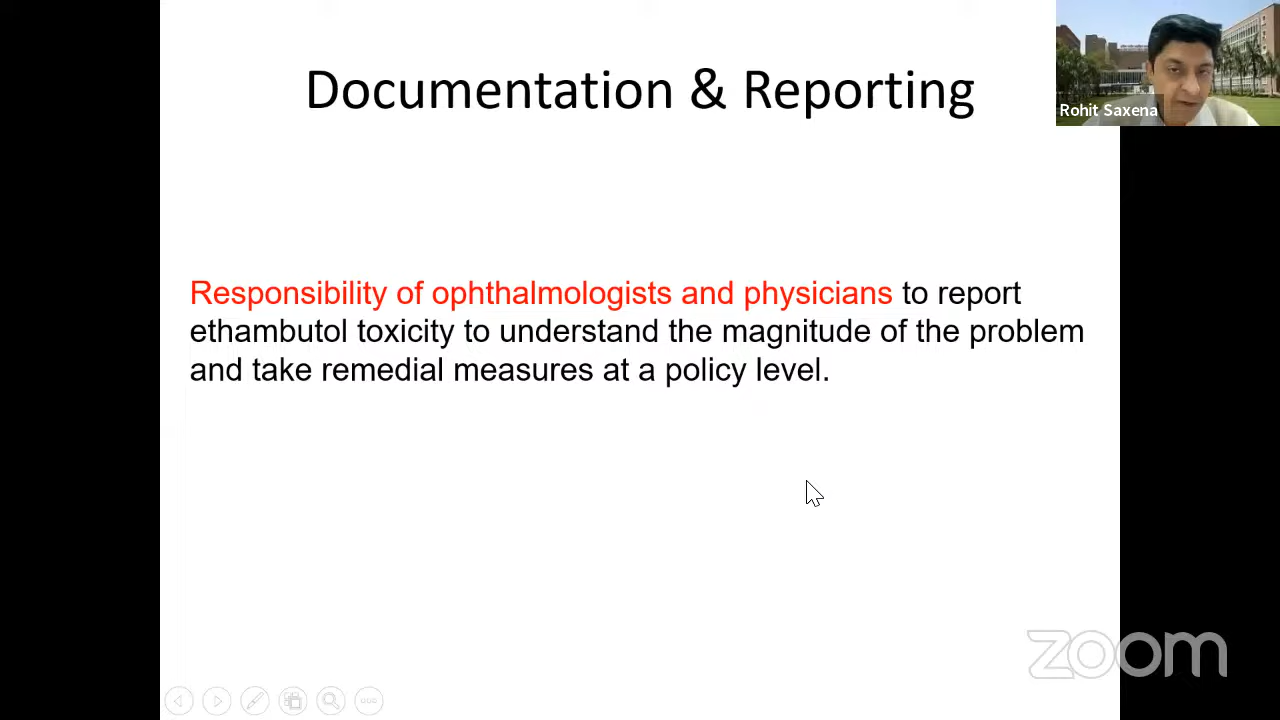 Documentation & Reporting
Rohit Saxena
Responsibility of ophthalmologists and physicians to report
ethambutol toxicity to understand the magnitude of the problem
and take remedial measures at a policy level.
zoom